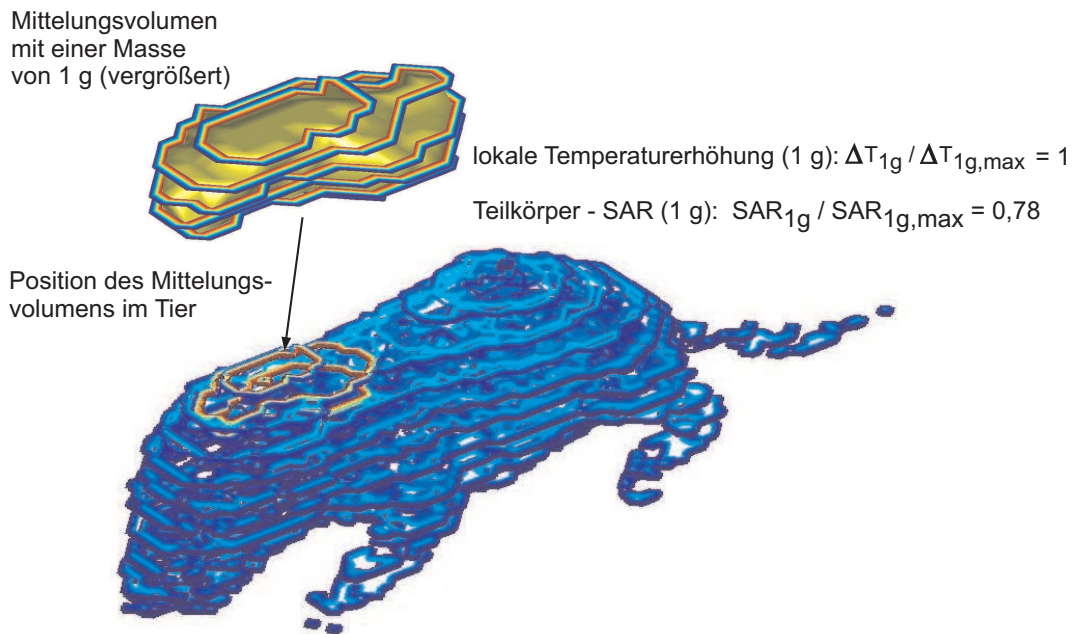 Mittelungsvolumen
mit einer Masse
von 1 g (vergrößert)
lokale Temperaturerhöhung (1 g): ΔT1g / ΔT1g,max = 1
Teilkörper - SAR (1 g): SAR1g / SAR1g,max = 0,78
Position des Mittelungs-
volumens im Tier